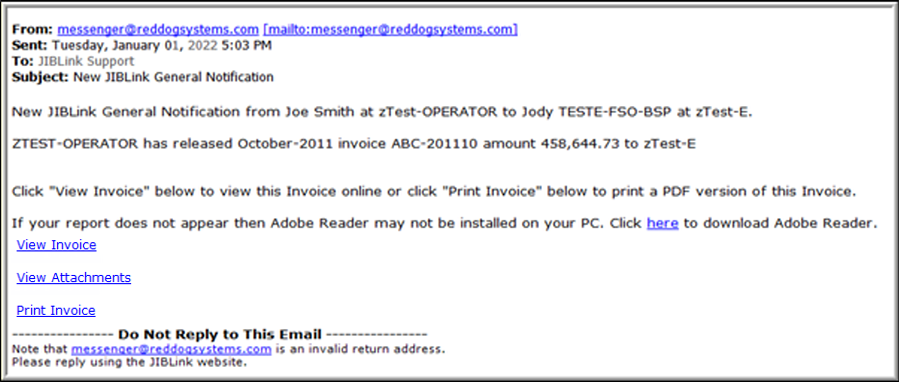 From: messenger@reddogsystems.com [mailto:messenger@reddogsystems.com]
Sent: Tuesday, January 01, 2022 5:03 PM
To: JIBLink Support
Subject: New JIBLink General Notification
New JIBLink General Notification from Joe Smith at zTest-OPERATOR to Jody TESTE-FSO-BSP at zTest-E.
ZTEST-OPERATOR has released October-2011 invoice ABC-201110 amount 458,644.73 to zTest-E
Click "View Invoice" below to view this Invoice online or click "Print Invoice" below to print a PDF version of this Invoice.
If your report does not appear then Adobe Reader may not be installed on your PC. Click here to download Adobe Reader.
View Invoice
View Attachments
Print Invoice
---------------- Do Not Reply to This Email ----------------
Note that messenger@reddogsystems.com is an invalid return address.
Please reply using the JIBLink website.